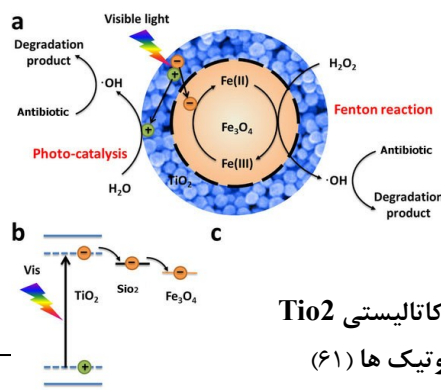 a
Visible light
Degradation
product
·OH
Antibiotic
Photo-catalysis
H2O
TiO2
Fe(II)
Fe3O4
Fe(III)
H2O2
Fenton reaction
Antibiotic
·OH
Degradation
product
b
Vis
TiO2
Sio2
Fe3O4
c
کاتالیستی Tio2
وتیک ها (۶۱)